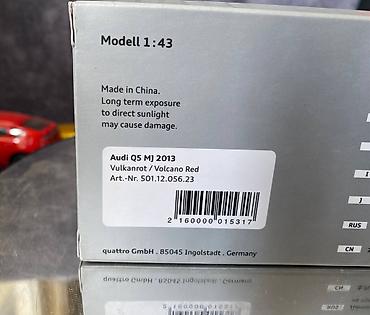 Modell 1:43
Made in China.
Long term exposure
to direct sunlight
may cause damage.
Audi Q5 MJ 2013
Vulkanrot / Volcano Red
Art.-Nr. 501.12.056.23
2 160000 015317
quattro GmbH . 85045 Ingolstadt . Germany
I
J
RUS
CN